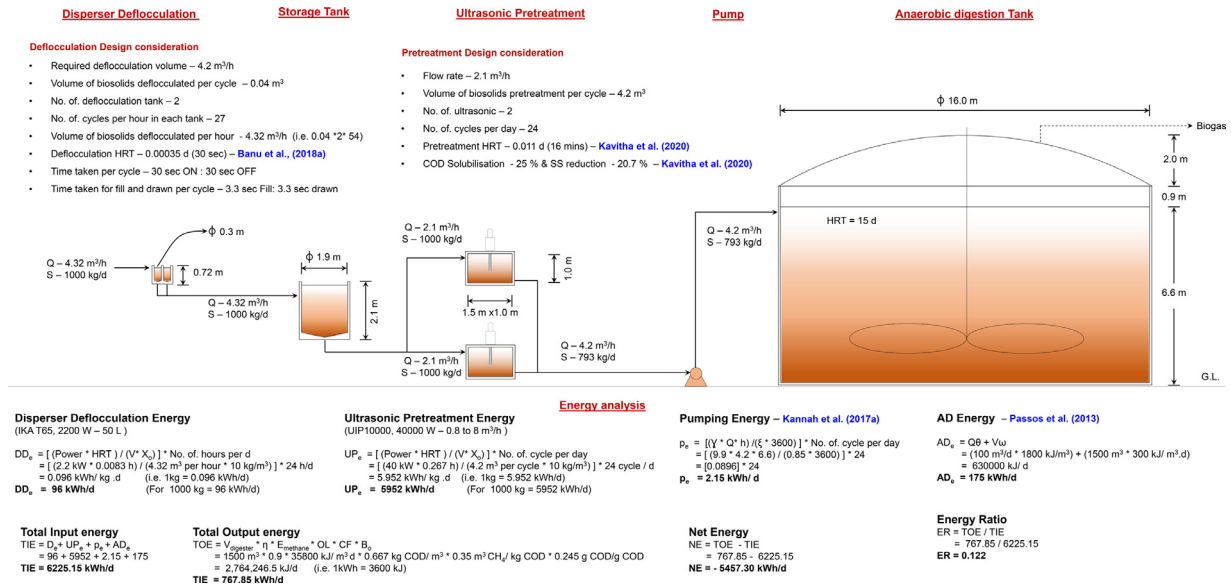 Disperser Deflocculation
Storage Tank
Ultrasonic Pretreatment
Pump
Anaerobic digestion Tank
Deflocculation Design consideration
• Required deflocculation volume – 4.2 m³/h
• Volume of biosolids deflocculated per cycle – 0.04 m³
• No. of deflocculation tank – 2
• No. of cycles per hour in each tank – 27
• Volume of biosolids deflocculated per hour - 4.32 m³/h (i.e. 0.04 *2* 54)
• Deflocculation HRT – 0.00035 d (30 sec) – Banu et al., (2018a)
• Time taken per cycle – 30 sec ON : 30 sec OFF
• Time taken for fill and drawn per cycle – 3.3 sec Fill: 3.3 sec drawn
Pretreatment Design consideration
• Flow rate – 2.1 m³/h
• Volume of biosolids pretreatment per cycle – 4.2 m³
• No. of ultrasonic – 2
• No. of cycles per day – 24
• Pretreatment HRT – 0.011 d (16 mins) – Kavitha et al. (2020)
• COD Solubilisation - 25 % & SS reduction - 20.7 % – Kavitha et al. (2020)
ϕ 16.0 m
Biogas
2.0 m
0.9 m
HRT = 15 d
6.6 m
G.L.
ϕ 0.3 m
Q – 4.32 m³/h
S – 1000 kg/d
0.72 m
Q – 4.32 m³/h
S – 1000 kg/d
ϕ 1.9 m
2.1 m
Q – 2.1 m³/h
S – 1000 kg/d
1.0 m
1.5 m x1.0 m
Q – 2.1 m³/h
S – 1000 kg/d
Q – 4.2 m³/h
S – 793 kg/d
Q – 4.2 m³/h
S – 793 kg/d
Energy analysis
Disperser Deflocculation Energy
(IKA T65, 2200 W – 50 L )
DDₑ = [ (Power * HRT ) / (V* Xₒ) ] * No. of hours per d
= [ (2.2 kW * 0.0083 h) / (4.32 m³ per hour * 10 kg/m³) ] * 24 h/d
= 0.096 kWh/ kg .d (i.e. 1kg = 0.096 kWh/d)
DDₑ = 96 kWh/d (For 1000 kg = 96 kWh/d)
Ultrasonic Pretreatment Energy
(UIP10000, 40000 W – 0.8 to 8 m³/h )
UPₑ = [ (Power * HRT ) / (V* Xₒ) ] * No. of cycle per day
= [ (40 kW * 0.267 h) / (4.2 m³ per cycle * 10 kg/m³) ] * 24 cycle / d
= 5.952 kWh/ kg .d (i.e. 1kg = 5.952 kWh/d)
UPₑ = 5952 kWh/d (For 1000 kg = 5952 kWh/d)
Pumping Energy – Kannah et al. (2017a)
pₑ = [(ɣ * Q* h) /(ξ * 3600) ] * No. of cycle per day
= [ (9.9 * 4.2 * 6.6) / (0.85 * 3600) ] * 24
= [0.0896] * 24
pₑ = 2.15 kWh/ d
AD Energy – Passos et al. (2013)
ADₑ = Qθ + Vω
= (100 m³/d * 1800 kJ/m³) + (1500 m³ * 300 kJ/ m³.d)
= 630000 kJ/ d
ADₑ = 175 kWh/d
Total Input energy
TIE = Dₑ+ UPₑ + pₑ + ADₑ
= 96 + 5952 + 2.15 + 175
TIE = 6225.15 kWh/d
Total Output energy
TOE = V_digester * η * E_methane * OL * CF * Bₒ
= 1500 m³ * 0.9 * 35800 kJ/ m³ d * 0.667 kg COD/ m³ * 0.35 m³ CH₄/ kg COD * 0.245 g COD/g COD
= 2,764,246.5 kJ/d (i.e. 1kWh = 3600 kJ)
TIE = 767.85 kWh/d
Net Energy
NE = TOE - TIE
= 767.85 - 6225.15
NE = - 5457.30 kWh/d
Energy Ratio
ER = TOE / TIE
= 767.85 / 6225.15
ER = 0.122